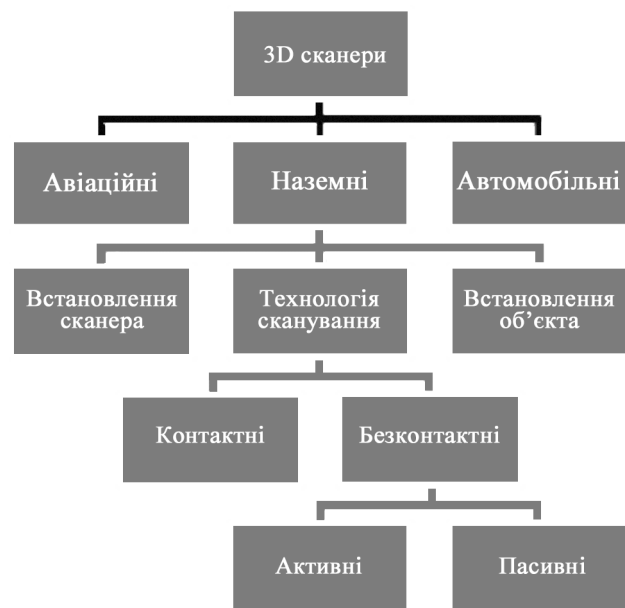 3D сканери
Авіаційні
Наземні
Автомобільні
Встановлення
сканера
Технологія
сканування
Встановлення
об’єкта
Контактні
Безконтактні
Активні
Пасивні